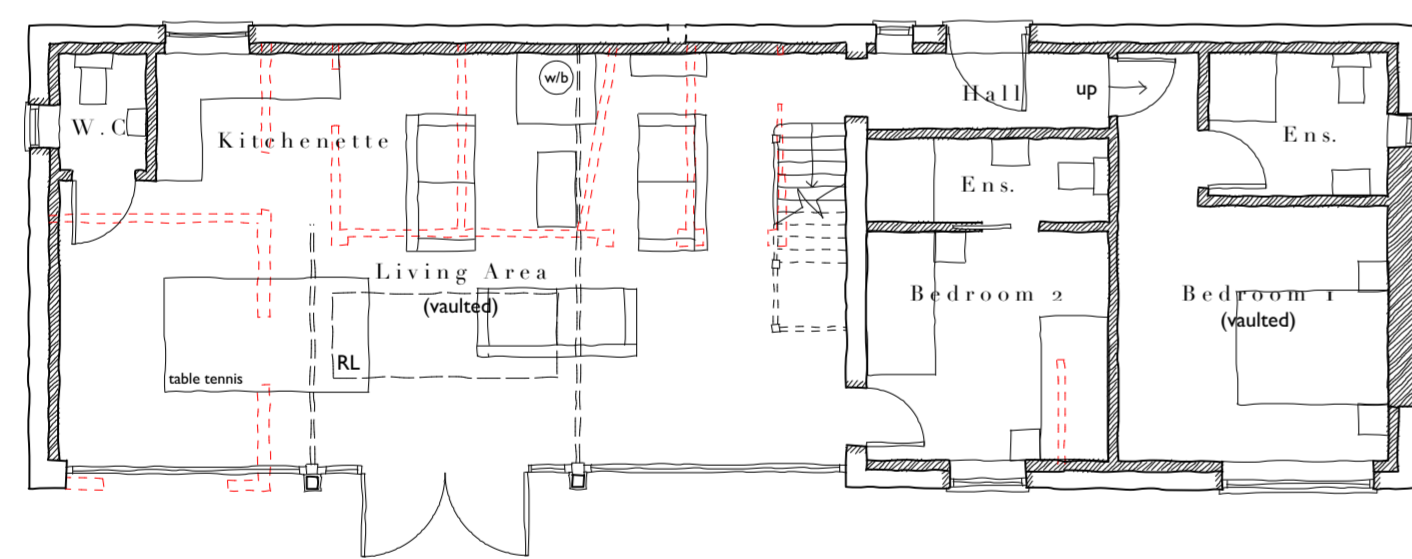 w/b
W.C
Kitchenette
Hall
up
Ens.
Ens.
Living Area
(vaulted)
Bedroom 2
Bedroom 1
(vaulted)
RL
table tennis